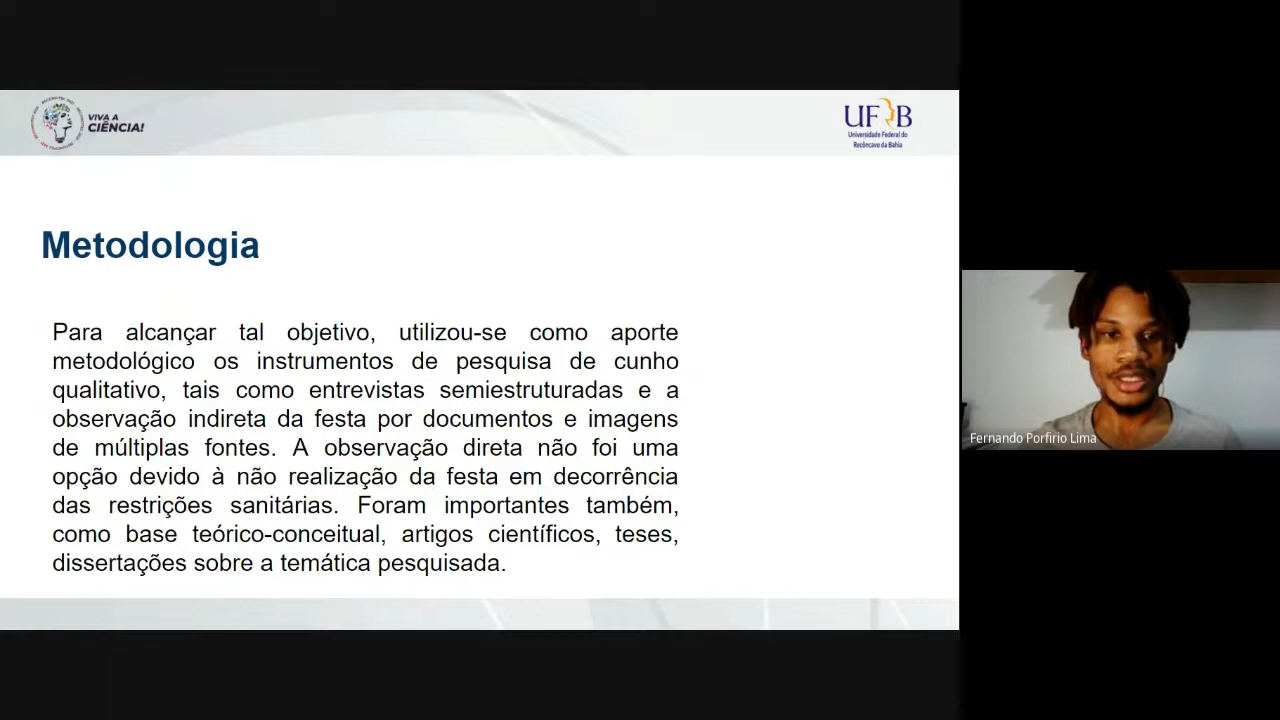 VIVA A
CIÊNCIA!
UFRB
Universidade Federal do
Recôncavo da Bahia
Metodologia
Para alcançar tal objetivo, utilizou-se como aporte
metodológico os instrumentos de pesquisa de cunho
qualitativo, tais como entrevistas semiestruturadas e a
observação indireta da festa por documentos e imagens
de múltiplas fontes. A observação direta não foi uma
opção devido à não realização da festa em decorrência
das restrições sanitárias. Foram importantes também,
como base teórico-conceitual, artigos científicos, teses,
dissertações sobre a temática pesquisada.
Fernando Porfirio Lima